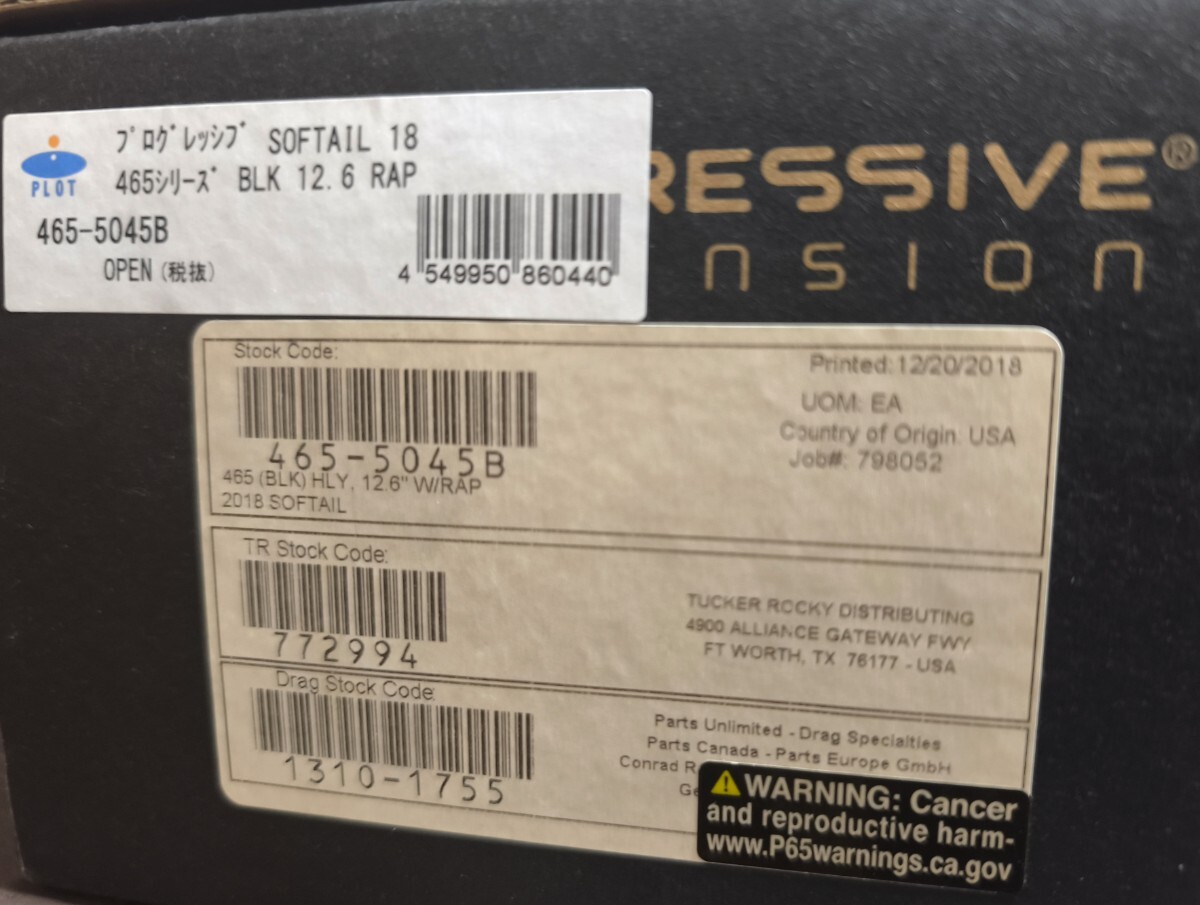 プログレッシブ SOFTAIL 18
465シリーズ BLK 12.6 RAP
PLOT
465-5045B
OPEN (税抜)
4 549950 860440
RESSIVE®
NSION
Stock Code:
Printed: 12/20/2018
UOM: EA
Country of Origin: USA
Job#: 798052
465-5045B
465 (BLK) HLY, 12.6" W/RAP
2018 SOFTAIL
TR Stock Code:
772994
TUCKER ROCKY DISTRIBUTING
4900 ALLIANCE GATEWAY FWY
FT WORTH, TX 76177 - USA
Drag Stock Code:
1310-1755
Parts Unlimited - Drag Specialties
Parts Canada - Parts Europe GmbH
Conrad R
Ge
⚠WARNING: Cancer
and reproductive harm-
www.P65warnings.ca.gov